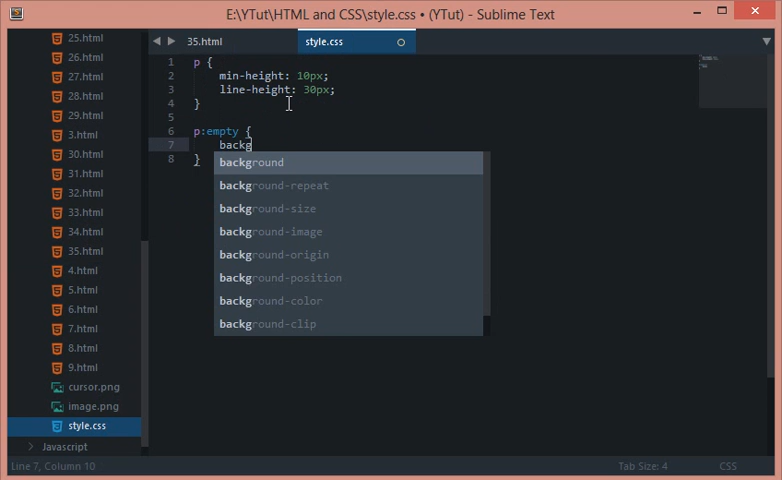 E:\YTut\HTML and CSS\style.css • (YTut) - Sublime Text
25.html
26.html
27.html
28.html
29.html
3.html
30.html
31.html
32.html
33.html
34.html
35.html
4.html
5.html
6.html
7.html
8.html
9.html
cursor.png
image.png
style.css
Javascript
35.html
style.css
1 p {
2 min-height: 10px;
3 line-height: 30px;
4 }
5
6 p:empty {
7 backg
8 }
background
background-repeat
background-size
background-image
background-origin
background-position
background-color
background-clip
Line 7, Column 10
Tab Size: 4
CSS